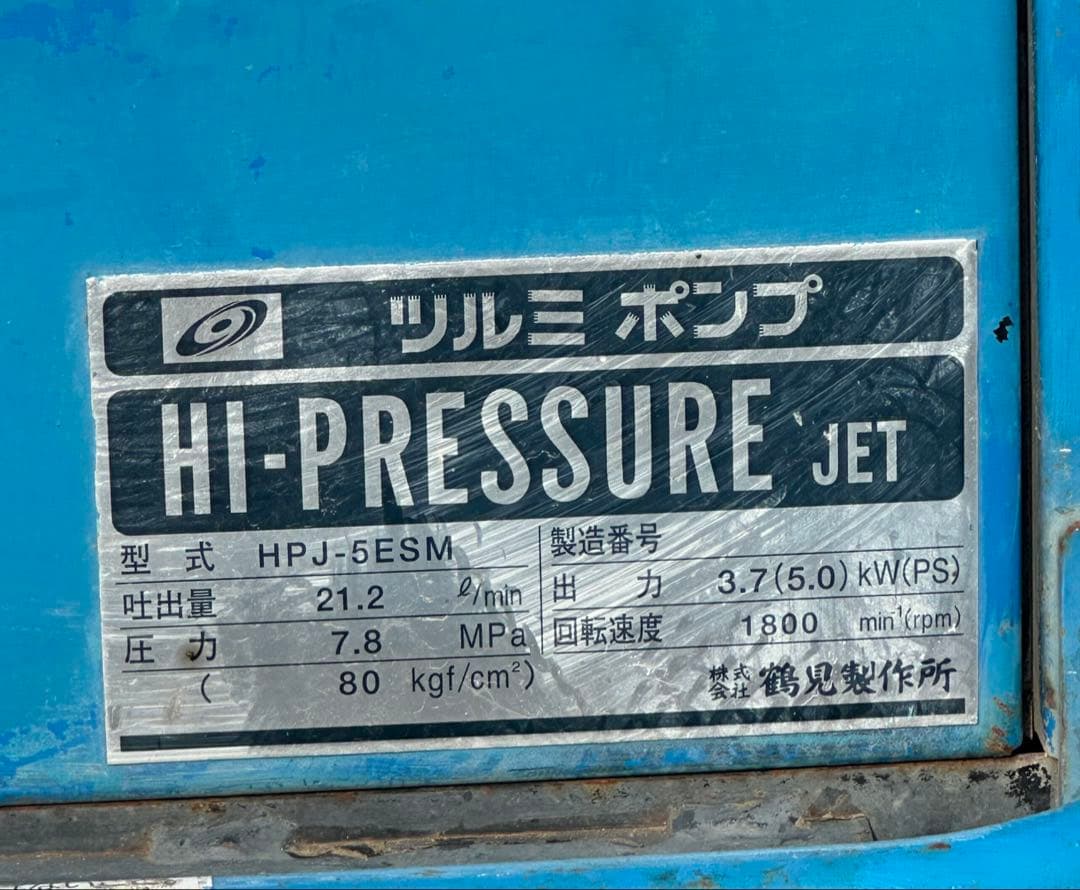 ツルミ ポンプ
HI-PRESSURE JET
型 式 HPJ-5ESM
吐出量 21.2 ℓ/min
圧 力 7.8 MPa
( 80 kgf/cm²)
製造番号
出 力 3.7(5.0) kW(PS)
回転速度 1800 min⁻¹(rpm)
株式会社 鶴見製作所